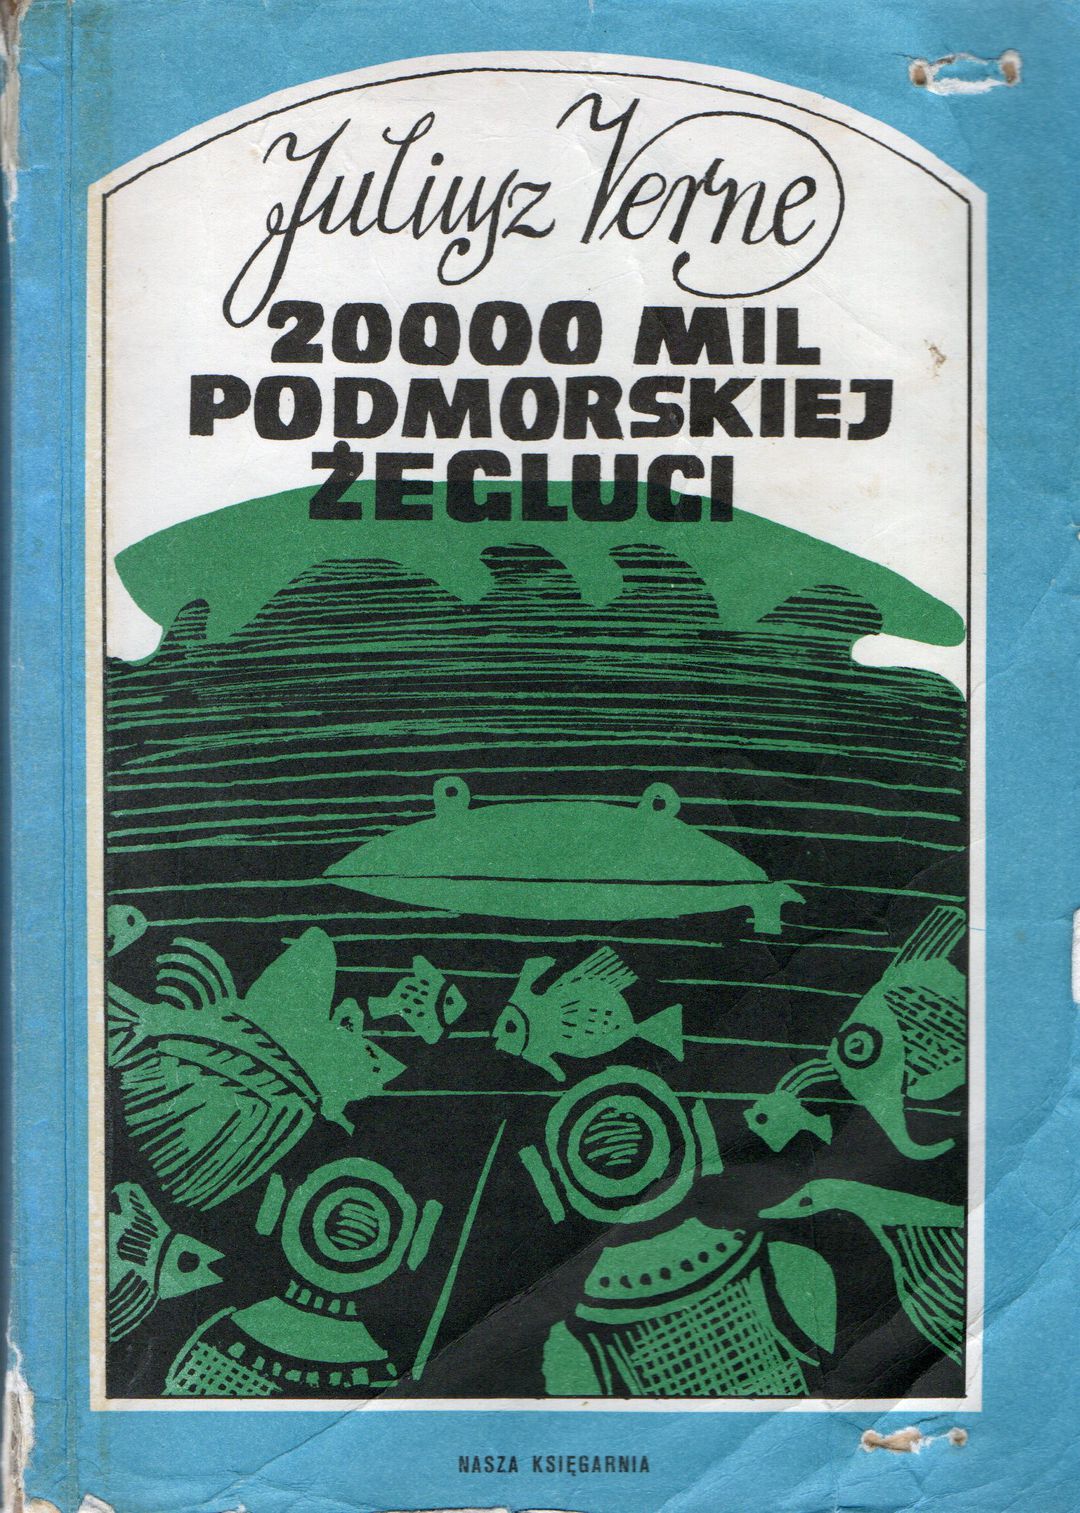 Juliusz Verne
20000 MIL
PODMORSKIEJ
ŻEGLUGI
NASZA KSIĘGARNIA